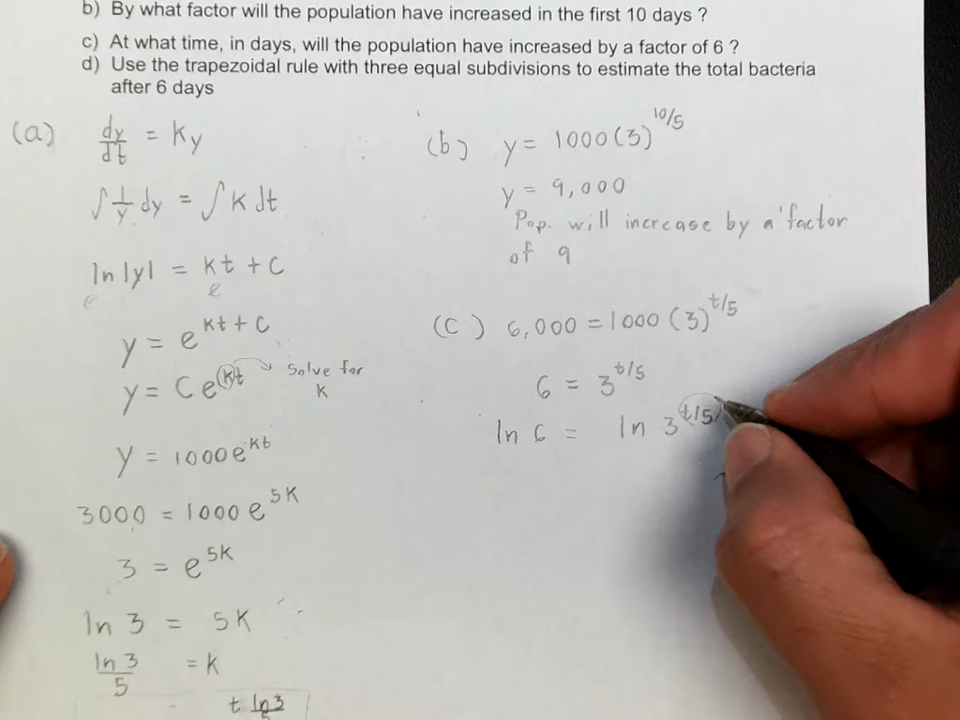 b) By what factor will the population have increased in the first 10 days ?
c) At what time, in days, will the population have increased by a factor of 6 ?
d) Use the trapezoidal rule with three equal subdivisions to estimate the total bacteria
after 6 days
(a) dy/dt = Ky
∫ 1/y dy = ∫ K dt
ln |y| = Kt + C
e e
y = e^(Kt + C)
y = C e^(Kt) Solve for
K
y = 1000e^(Kt)
3000 = 1000 e^(5K)
3 = e^(5K)
ln 3 = 5K
ln 3/5 = K
t ln 3/5
(b) y = 1000(3)^(10/5)
y = 9,000
Pop. will increase by a factor
of 9
(C) 6,000 = 1000 (3)^(t/5)
6 = 3^(t/5)
ln 6 = ln 3^(t/5)